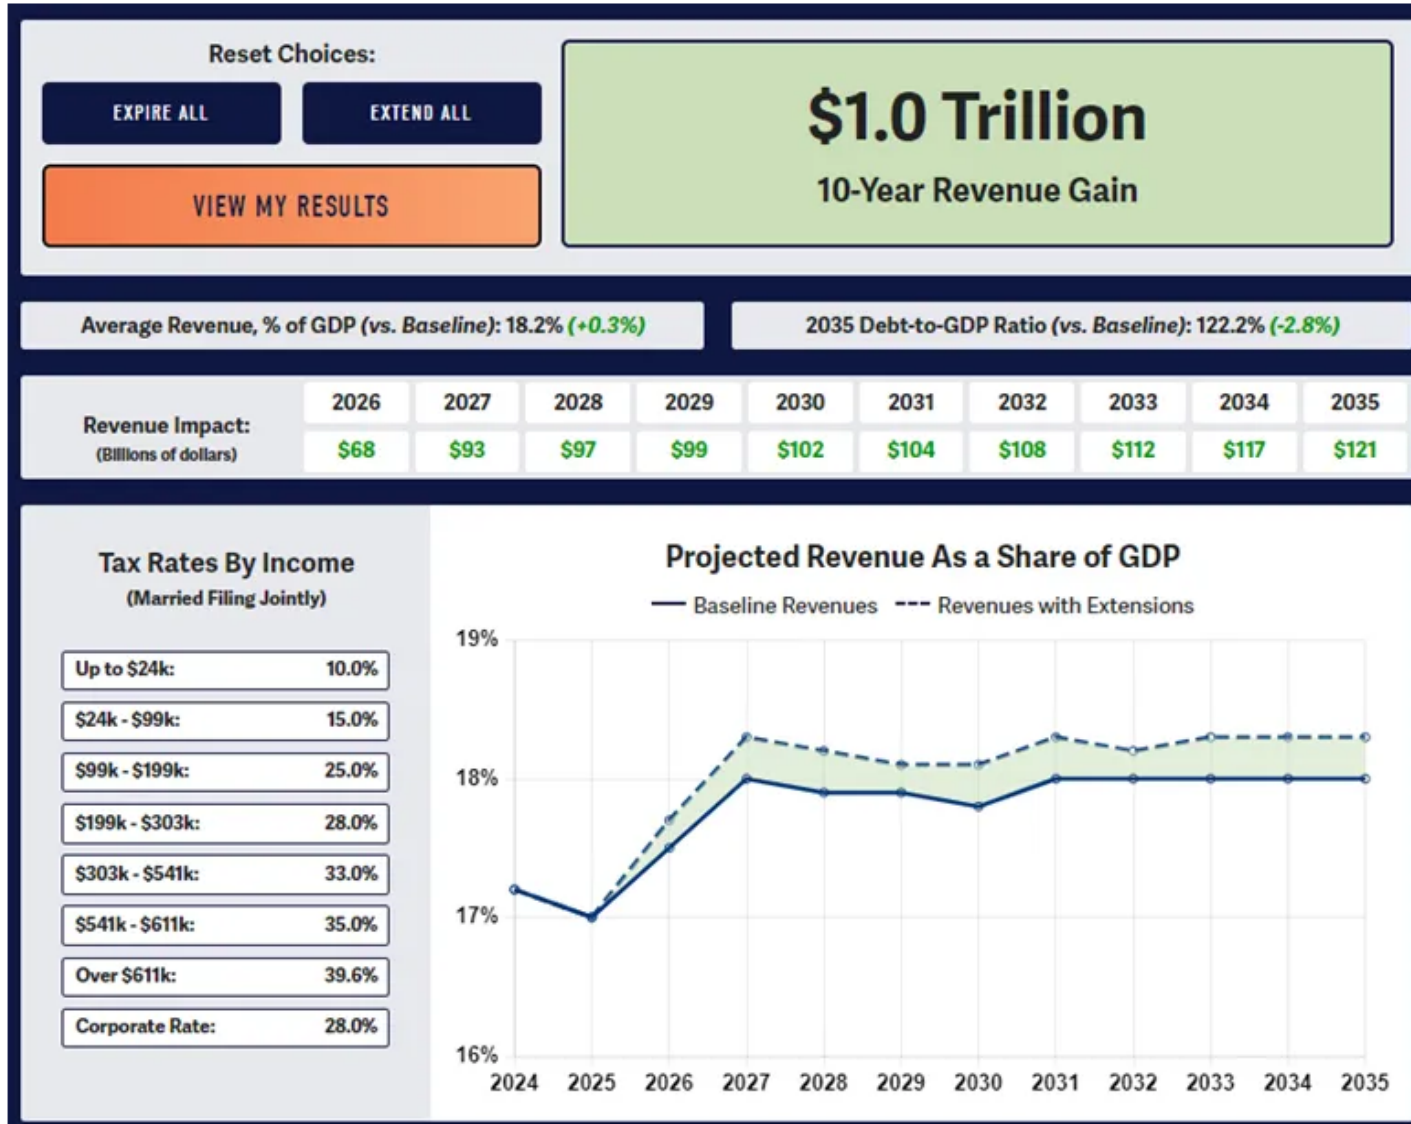 Reset Choices:
EXPIRE ALL
EXTEND ALL
VIEW MY RESULTS
$1.0 Trillion
10-Year Revenue Gain
Average Revenue, % of GDP (vs. Baseline): 18.2% (+0.3%)
2035 Debt-to-GDP Ratio (vs. Baseline): 122.2% (-2.8%)
Revenue Impact:
(Billions of dollars)
2026 2027 2028 2029 2030 2031 2032 2033 2034 2035
$68 $93 $97 $99 $102 $104 $108 $112 $117 $121
Tax Rates By Income
(Married Filing Jointly)
Up to $24k: 10.0%
$24k - $99k: 15.0%
$99k - $199k: 25.0%
$199k - $303k: 28.0%
$303k - $541k: 33.0%
$541k - $611k: 35.0%
Over $611k: 39.6%
Corporate Rate: 28.0%
Projected Revenue As a Share of GDP
Baseline Revenues Revenues with Extensions
19%
18%
17%
16%
2024 2025 2026 2027 2028 2029 2030 2031 2032 2033 2034 2035